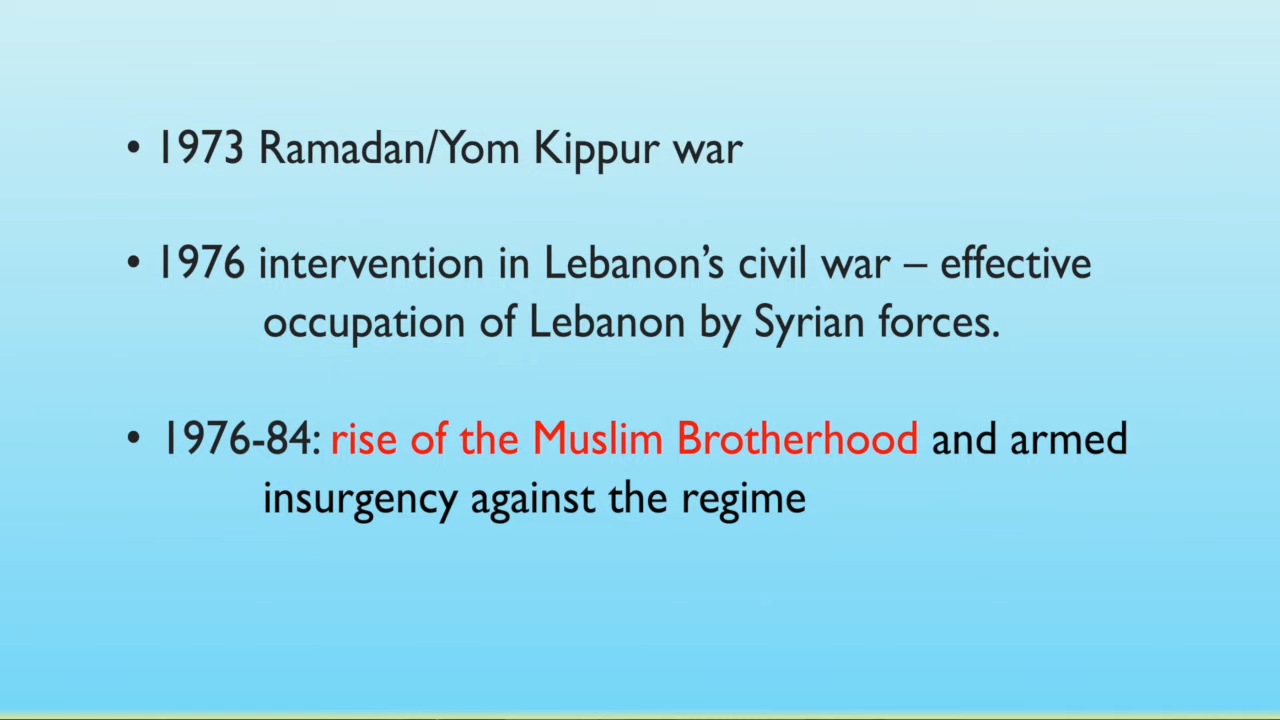 • 1973 Ramadan/Yom Kippur war
• 1976 intervention in Lebanon’s civil war – effective
occupation of Lebanon by Syrian forces.
• 1976-84: rise of the Muslim Brotherhood and armed
insurgency against the regime